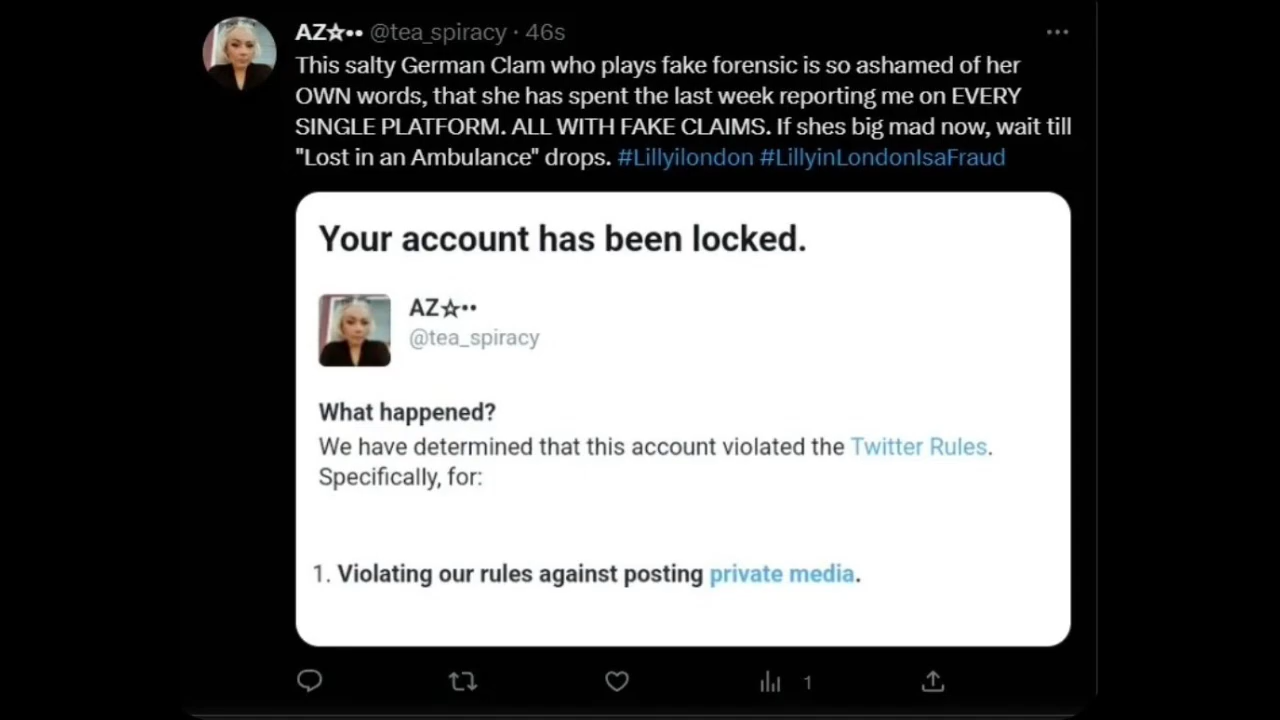 AZ☆•• @tea_spiracy · 46s
This salty German Clam who plays fake forensic is so ashamed of her
OWN words, that she has spent the last week reporting me on EVERY
SINGLE PLATFORM. ALL WITH FAKE CLAIMS. If shes big mad now, wait till
"Lost in an Ambulance" drops. #Lillyilondon #LillyinLondonIsaFraud
Your account has been locked.
AZ☆••
@tea_spiracy
What happened?
We have determined that this account violated the Twitter Rules.
Specifically, for:
1. Violating our rules against posting private media.
1